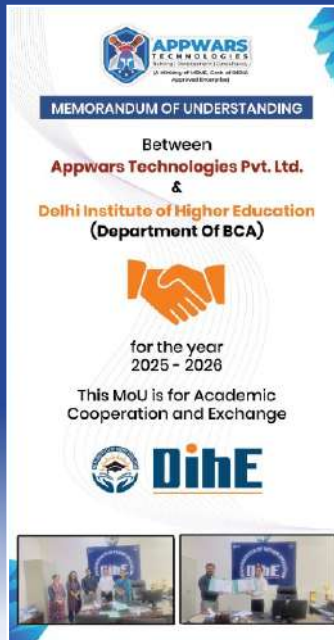 APPWARS
TECHNOLOGIES
MEMORANDUM OF UNDERSTANDING
Between
Appwars Technologies Pvt. Ltd.
&
Delhi Institute of Higher Education
(Department Of BCA)
for the year
2025 - 2026
This MoU is for Academic
Cooperation and Exchange
DihE